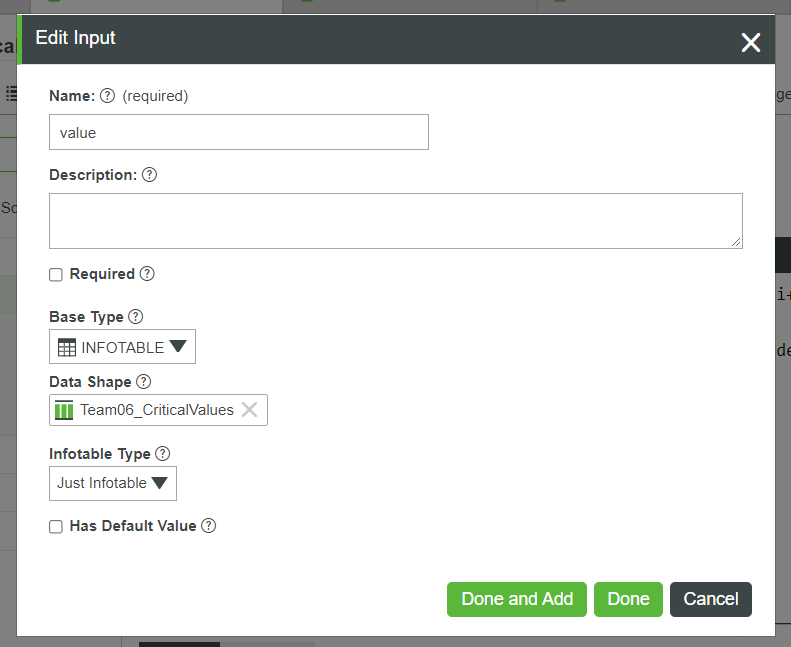 Edit Input
Name: (required)
value
Description:
Required
Base Type
INFOTABLE
Data Shape
Team06_CriticalValues
Infotable Type
Just Infotable
Has Default Value
Done and Add Done Cancel